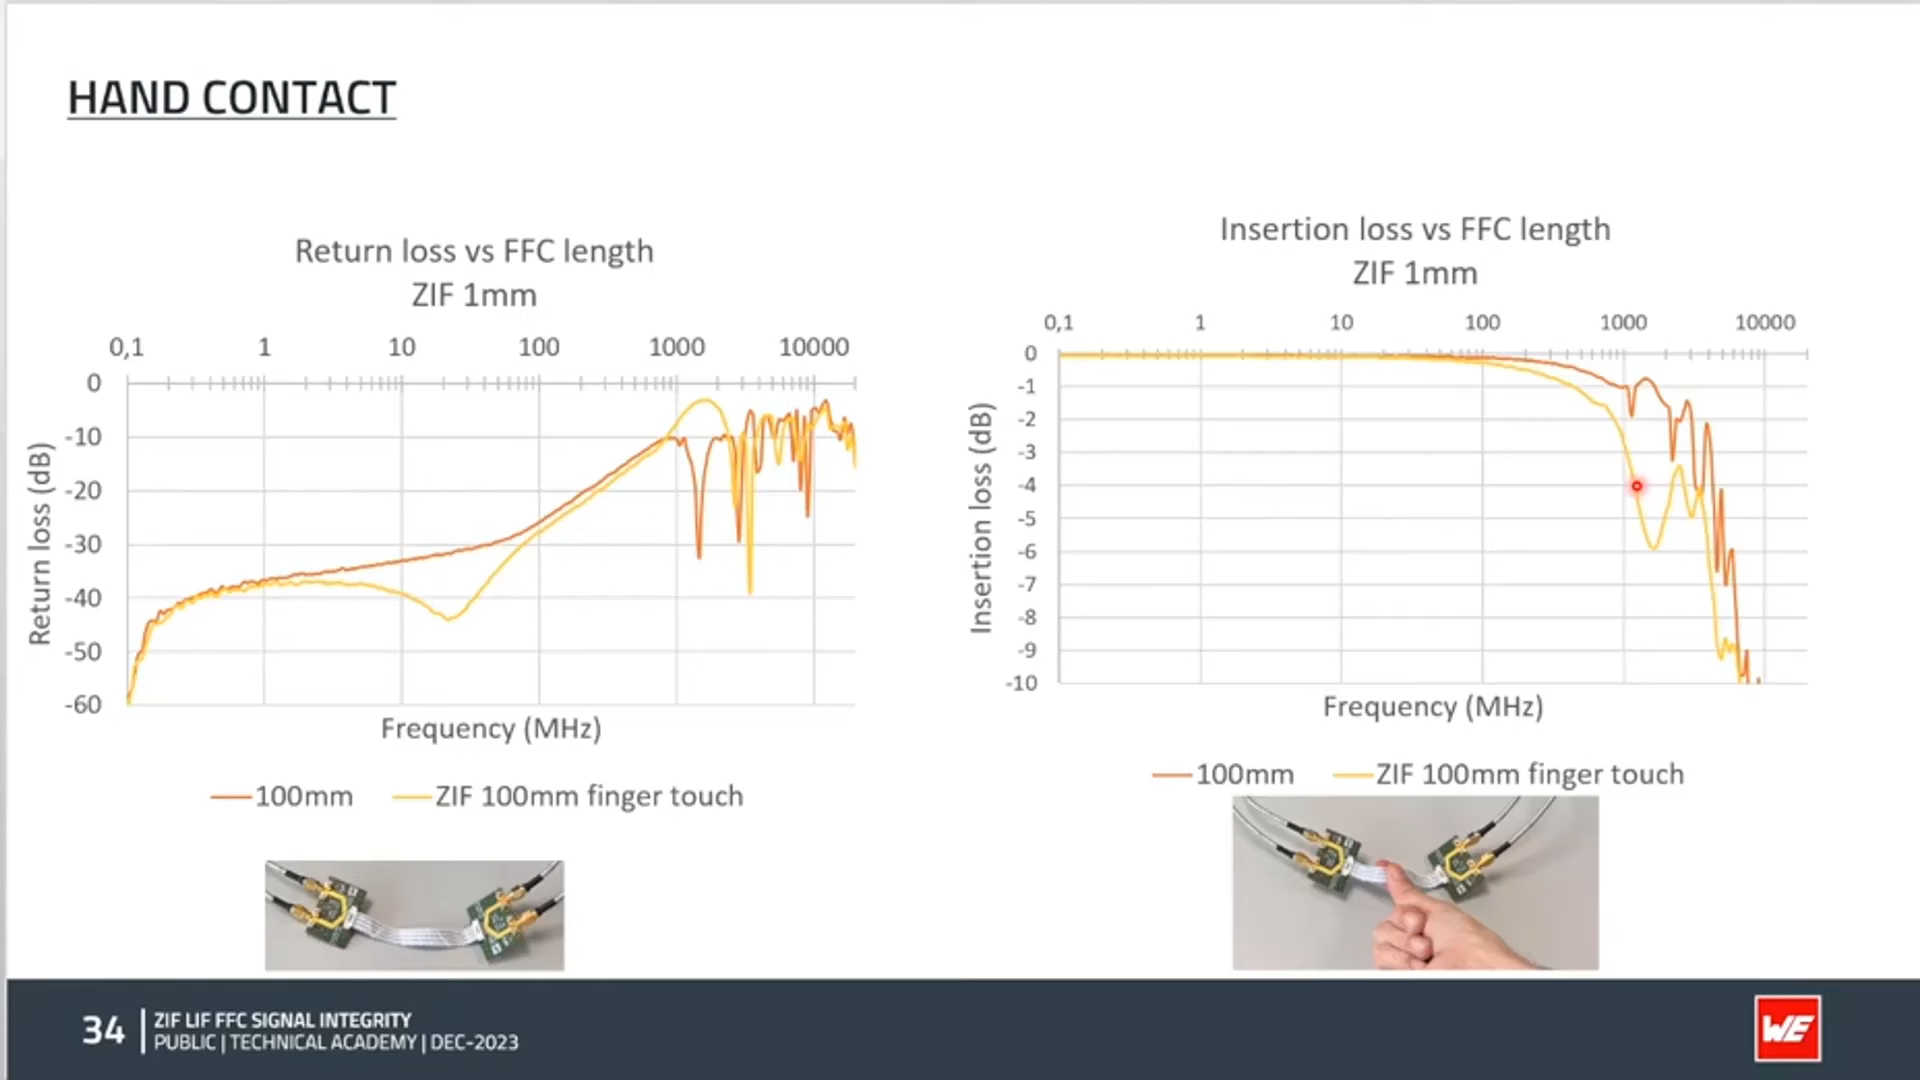 HAND CONTACT
Return loss vs FFC length
ZIF 1mm
0,1 1 10 100 1000 10000
0
-10
-20
-30
-40
-50
-60
Return loss (dB)
Frequency (MHz)
100mm ZIF 100mm finger touch
Insertion loss vs FFC length
ZIF 1mm
0,1 1 10 100 1000 10000
0
-1
-2
-3
-4
-5
-6
-7
-8
-9
-10
Insertion loss (dB)
Frequency (MHz)
100mm ZIF 100mm finger touch
34
ZIF LIF FFC SIGNAL INTEGRITY
PUBLIC | TECHNICAL ACADEMY | DEC-2023
WE